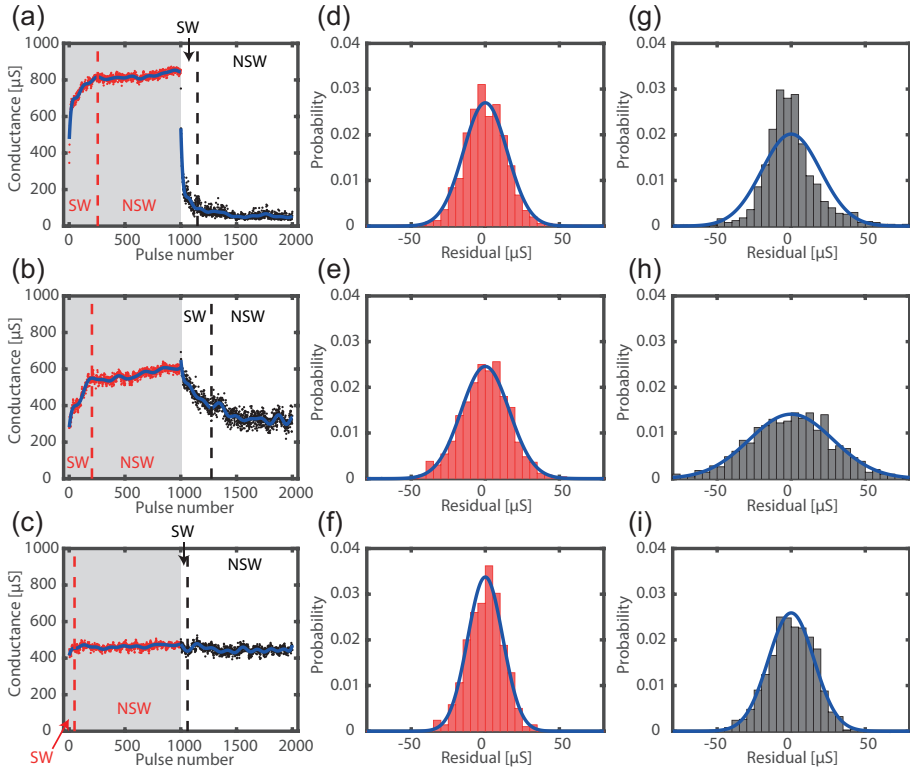 (a)
SW
NSW
1000
800
600
400
200
0
SW
NSW
0
500
1000
1500
2000
Conductance [µS]
Pulse number
(d)
0.04
0.03
0.02
0.01
0
-50
0
50
Probability
Residual [µS]
(g)
0.04
0.03
0.02
0.01
0
-50
0
50
Probability
Residual [µS]
(b)
SW
NSW
1000
800
600
400
200
0
SW
NSW
0
500
1000
1500
2000
Conductance [µS]
Pulse number
(e)
0.04
0.03
0.02
0.01
0
-50
0
50
Probability
Residual [µS]
(h)
0.04
0.03
0.02
0.01
0
-50
0
50
Probability
Residual [µS]
(c)
SW
NSW
1000
800
600
400
200
0
NSW
SW
0
500
1000
1500
2000
Conductance [µS]
Pulse number
(f)
0.04
0.03
0.02
0.01
0
-50
0
50
Probability
Residual [µS]
(i)
0.04
0.03
0.02
0.01
0
-50
0
50
Probability
Residual [µS]